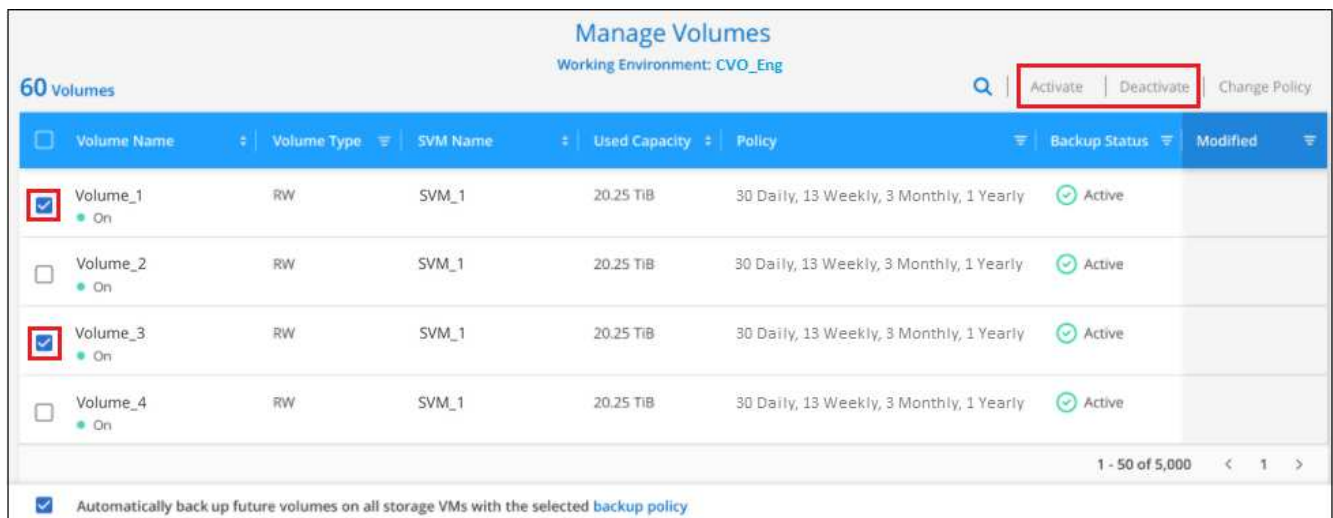 Manage Volumes
Working Environment: CVO_Eng
60 Volumes Activate Deactivate Change Policy
Volume Name Volume Type SVM Name Used Capacity Policy Backup Status Modified
Volume_1 RW SVM_1 20.25 TiB 30 Daily, 13 Weekly, 3 Monthly, 1 Yearly Active
On
Volume_2 RW SVM_1 20.25 TiB 30 Daily, 13 Weekly, 3 Monthly, 1 Yearly Active
On
Volume_3 RW SVM_1 20.25 TiB 30 Daily, 13 Weekly, 3 Monthly, 1 Yearly Active
On
Volume_4 RW SVM_1 20.25 TiB 30 Daily, 13 Weekly, 3 Monthly, 1 Yearly Active
On
1 - 50 of 5,000 < 1 >
Automatically back up future volumes on all storage VMs with the selected backup policy